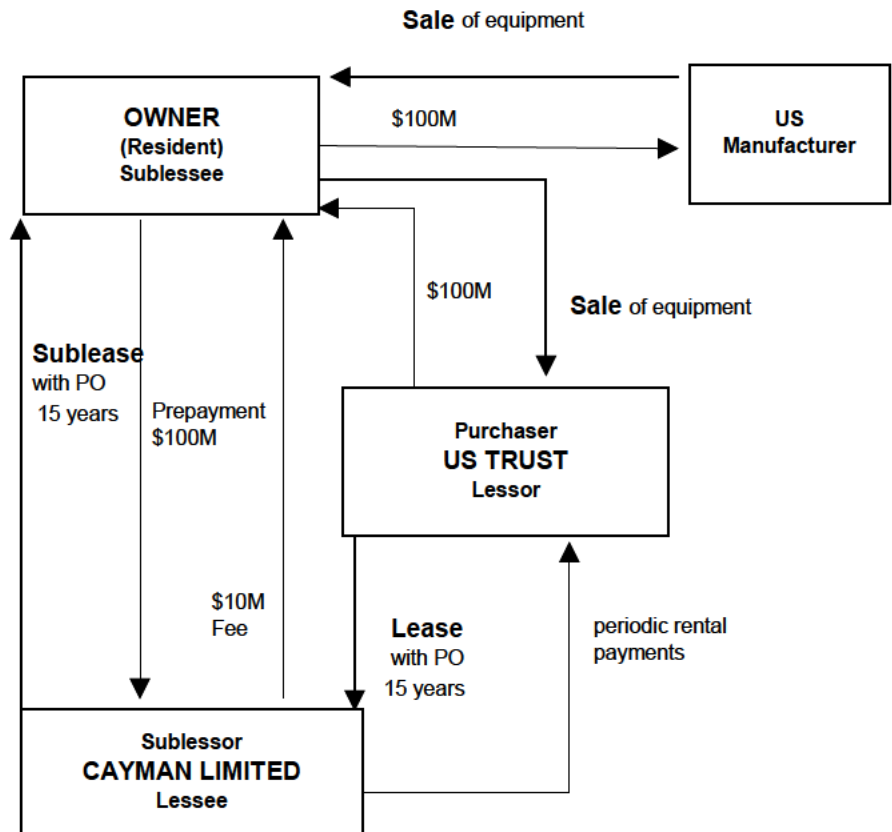 Sale of equipment
OWNER
(Resident)
Sublessee
$100M
US
Manufacturer
$100M
Sale of equipment
Sublease
with PO
15 years
Prepayment
$100M
Purchaser
US TRUST
Lessor
$10M
Fee
Lease
with PO
15 years
periodic rental
payments
Sublessor
CAYMAN LIMITED
Lessee